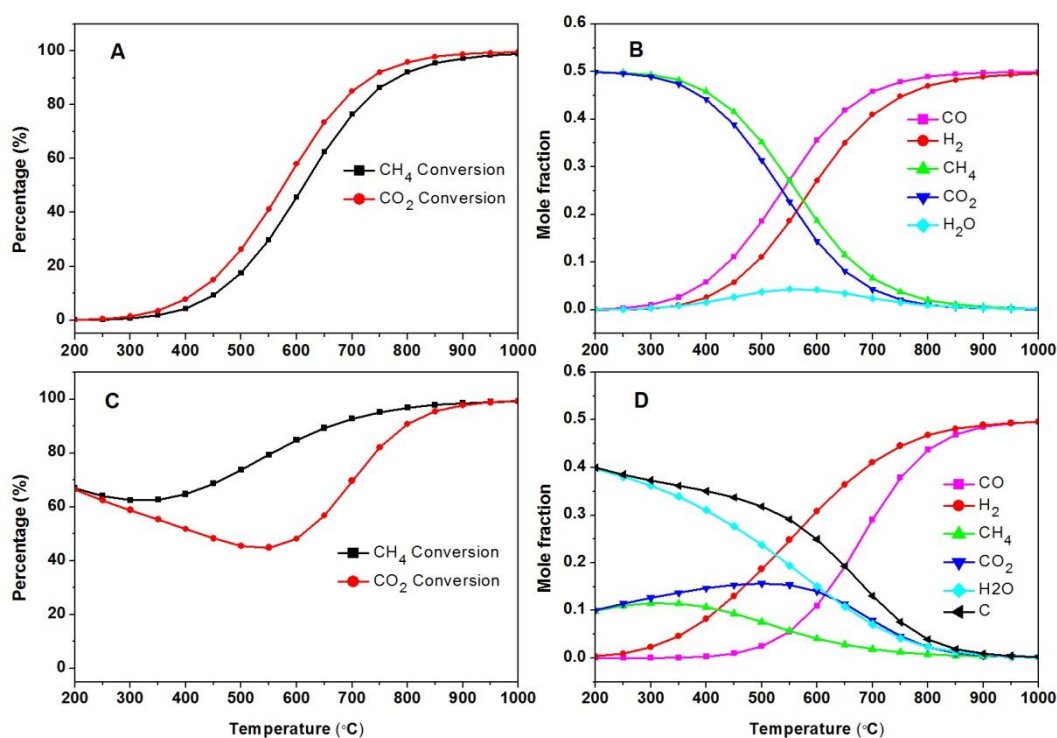 A
Percentage (%)
100
80
60
40
20
0
CH4 Conversion
CO2 Conversion
200 300 400 500 600 700 800 900 1000
B
Mole fraction
0.6
0.5
0.4
0.3
0.2
0.1
0.0
CO
H2
CH4
CO2
H2O
200 300 400 500 600 700 800 900 1000
C
Percentage (%)
100
80
60
40
20
0
CH4 Conversion
CO2 Conversion
200 300 400 500 600 700 800 900 1000
Temperature (°C)
D
Mole fraction
0.6
0.5
0.4
0.3
0.2
0.1
0.0
CO
H2
CH4
CO2
H2O
C
200 300 400 500 600 700 800 900 1000
Temperature (°C)